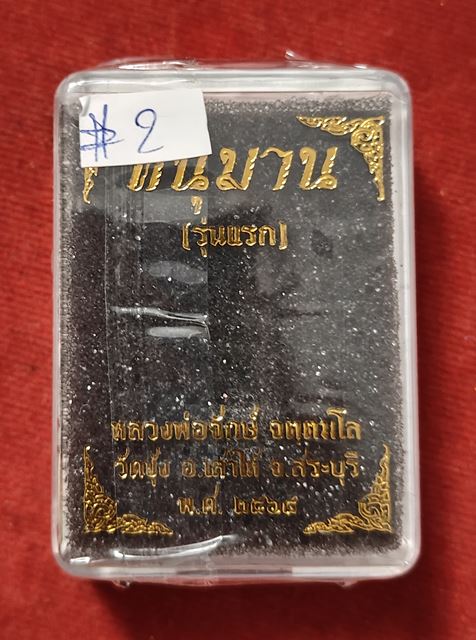 #2
หนุมาน
(รุ่นแรก)
หลวงพ่อรักษ์ จตฺตมโล
วัดยุ้ง อ.เสาไห้ จ.สระบุรี
พ.ศ. ๒๕๖๕